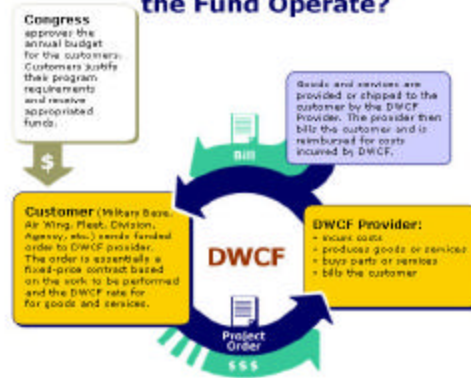 the Fund Operate?
Congress
approves the
annual budget
for the customers.
Customers justify
their program
requirements
and receive
appropriated
funds.
$
Goods and services are
provided or shipped to the
customer by the DWCF
Provider. The provider then
bills the customer and is
reimbursed for costs
incurred by DWCF.
Bill
Customer (Military Base,
Air Wing, Fleet, Division,
Agency, etc.) sends funded
order to DWCF provider.
The order is essentially a
fixed-price contract based
on the work to be performed
and the DWCF rate for
for goods and services.
DWCF
DWCF Provider:
• incurs costs
• produces goods or services
• buys parts or services
• bills the customer
Project
Order
$$$